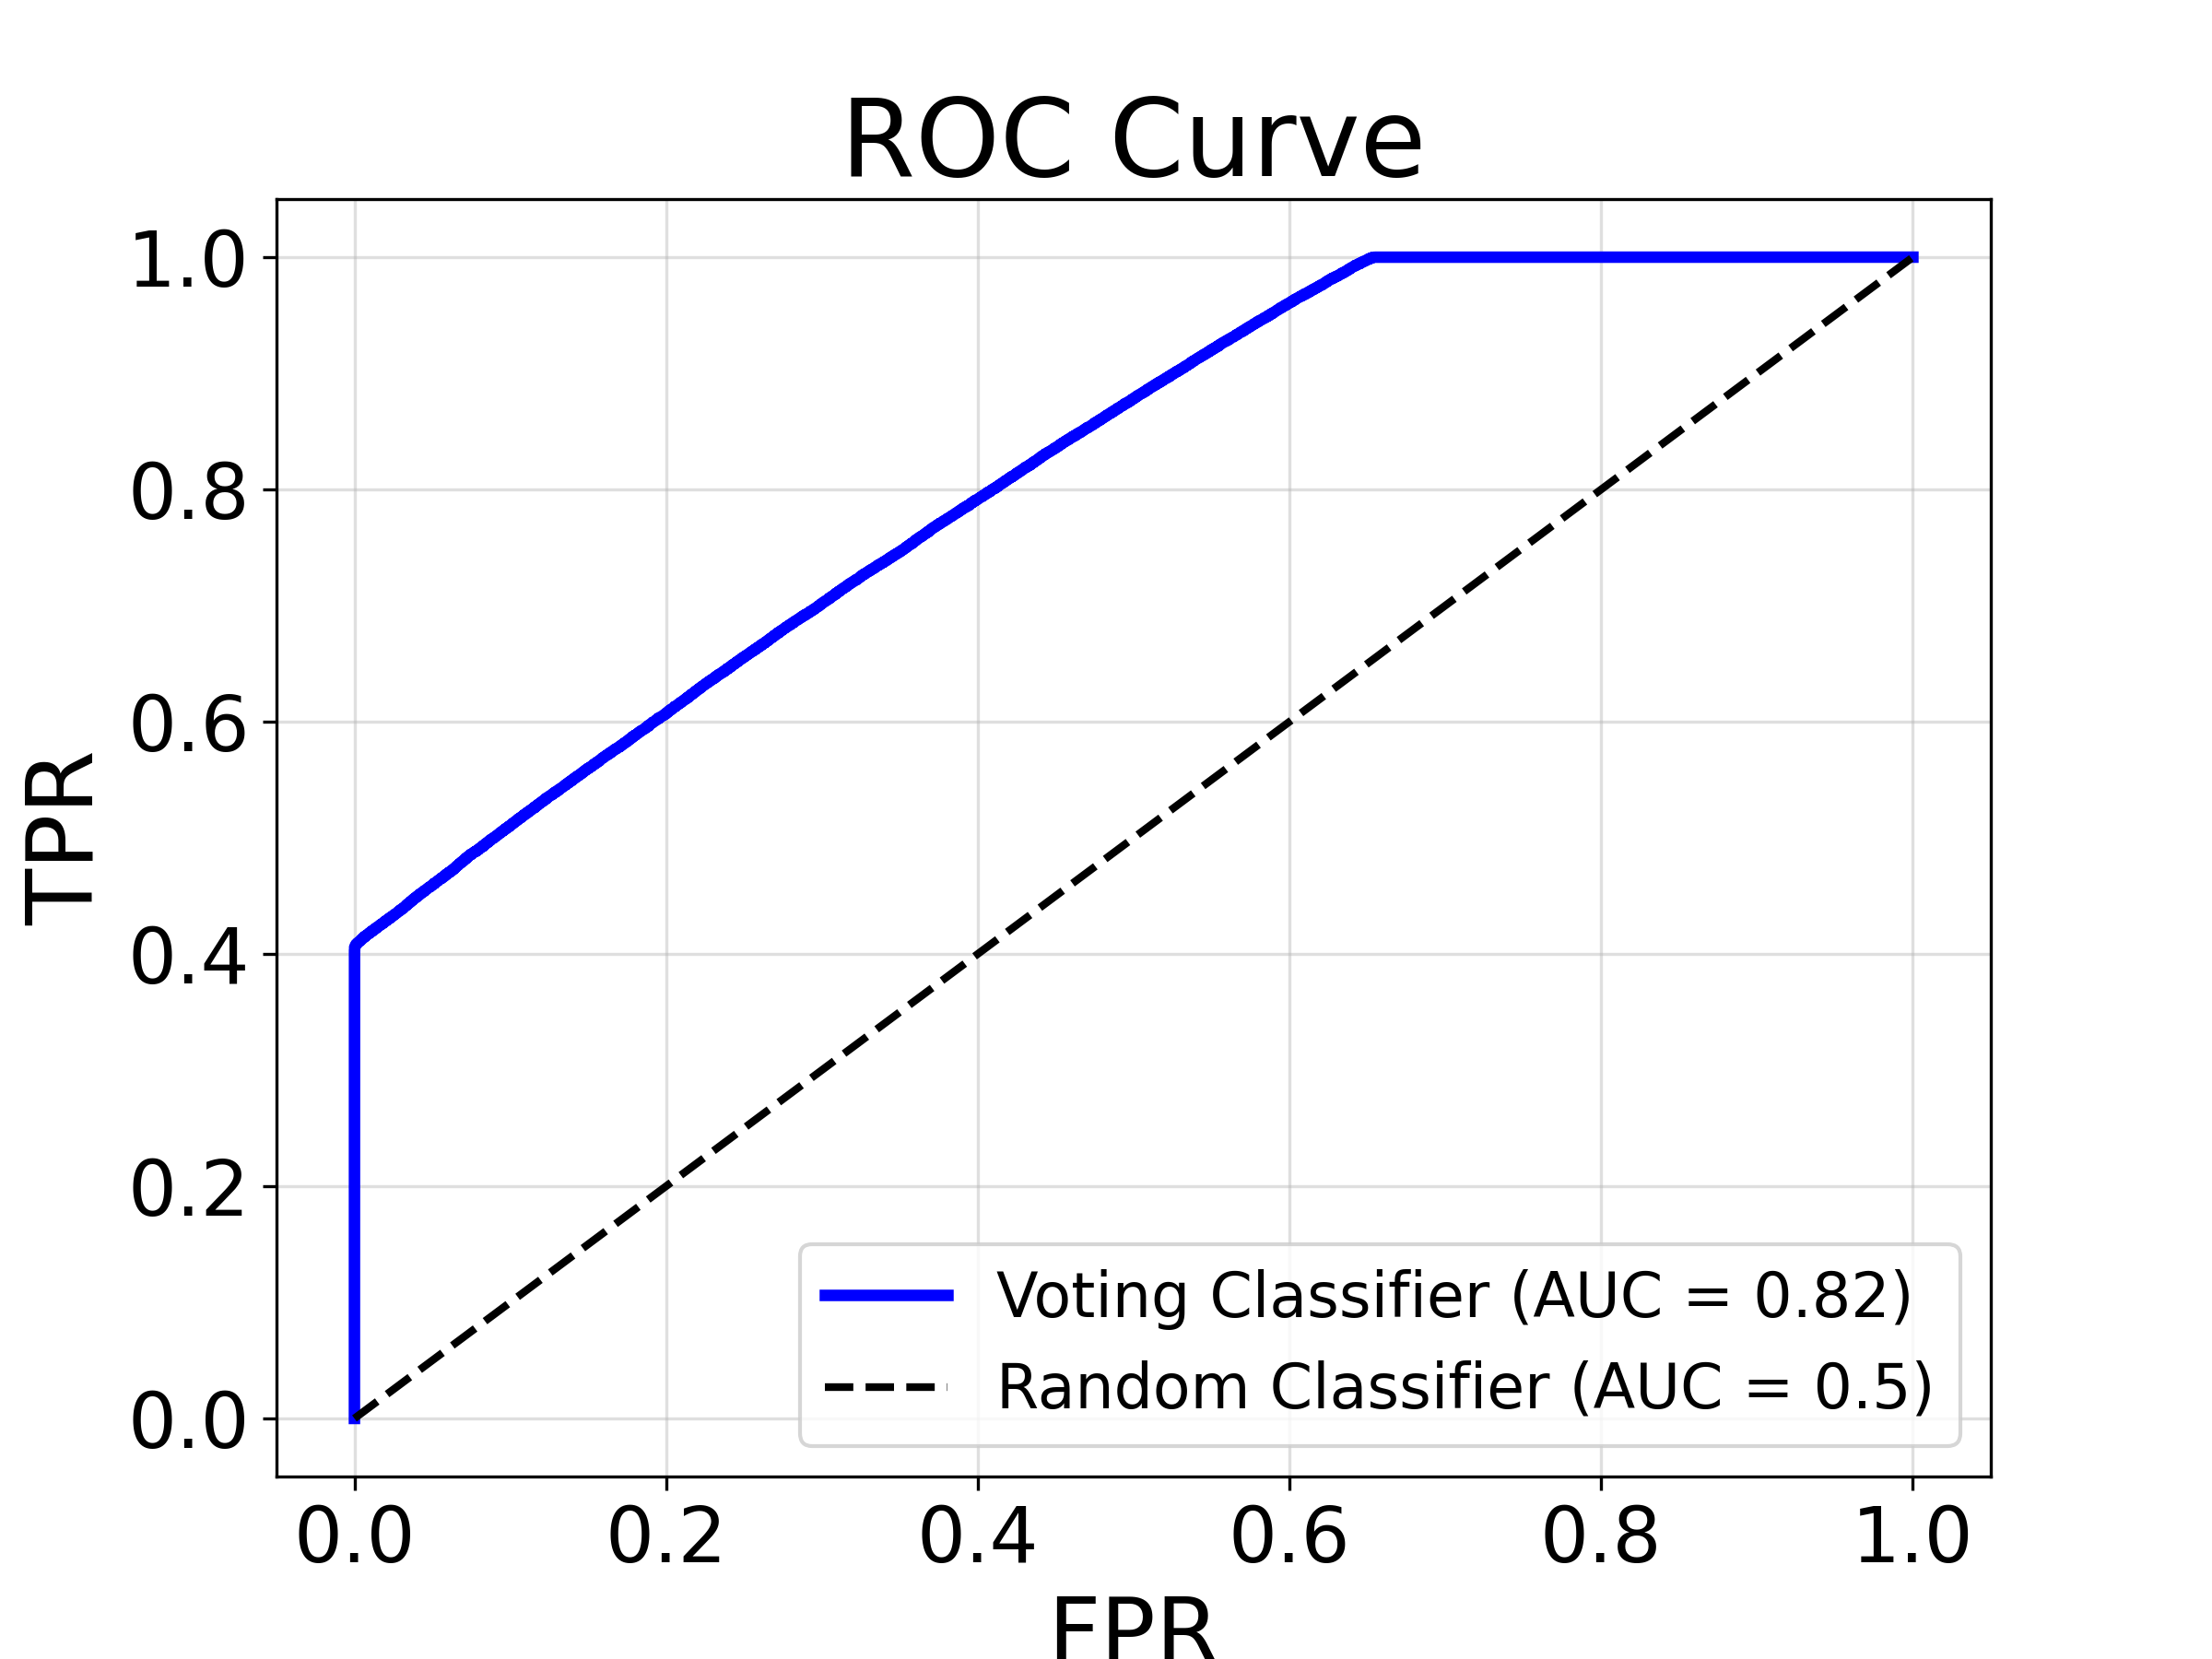 ROC Curve
TPR
1.0
0.8
0.6
0.4
0.2
0.0
Voting Classifier (AUC = 0.82)
Random Classifier (AUC = 0.5)
0.0 0.2 0.4 0.6 0.8 1.0
FPR